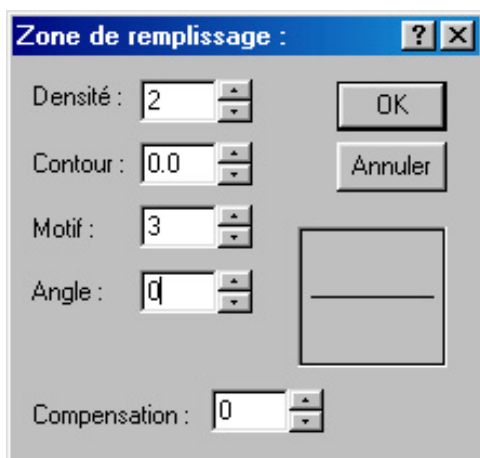 Zone de remplissage : ? X
Densité : 2 OK
Contour : 0.0 Annuler
Motif : 3
Angle : 0
Compensation : 0